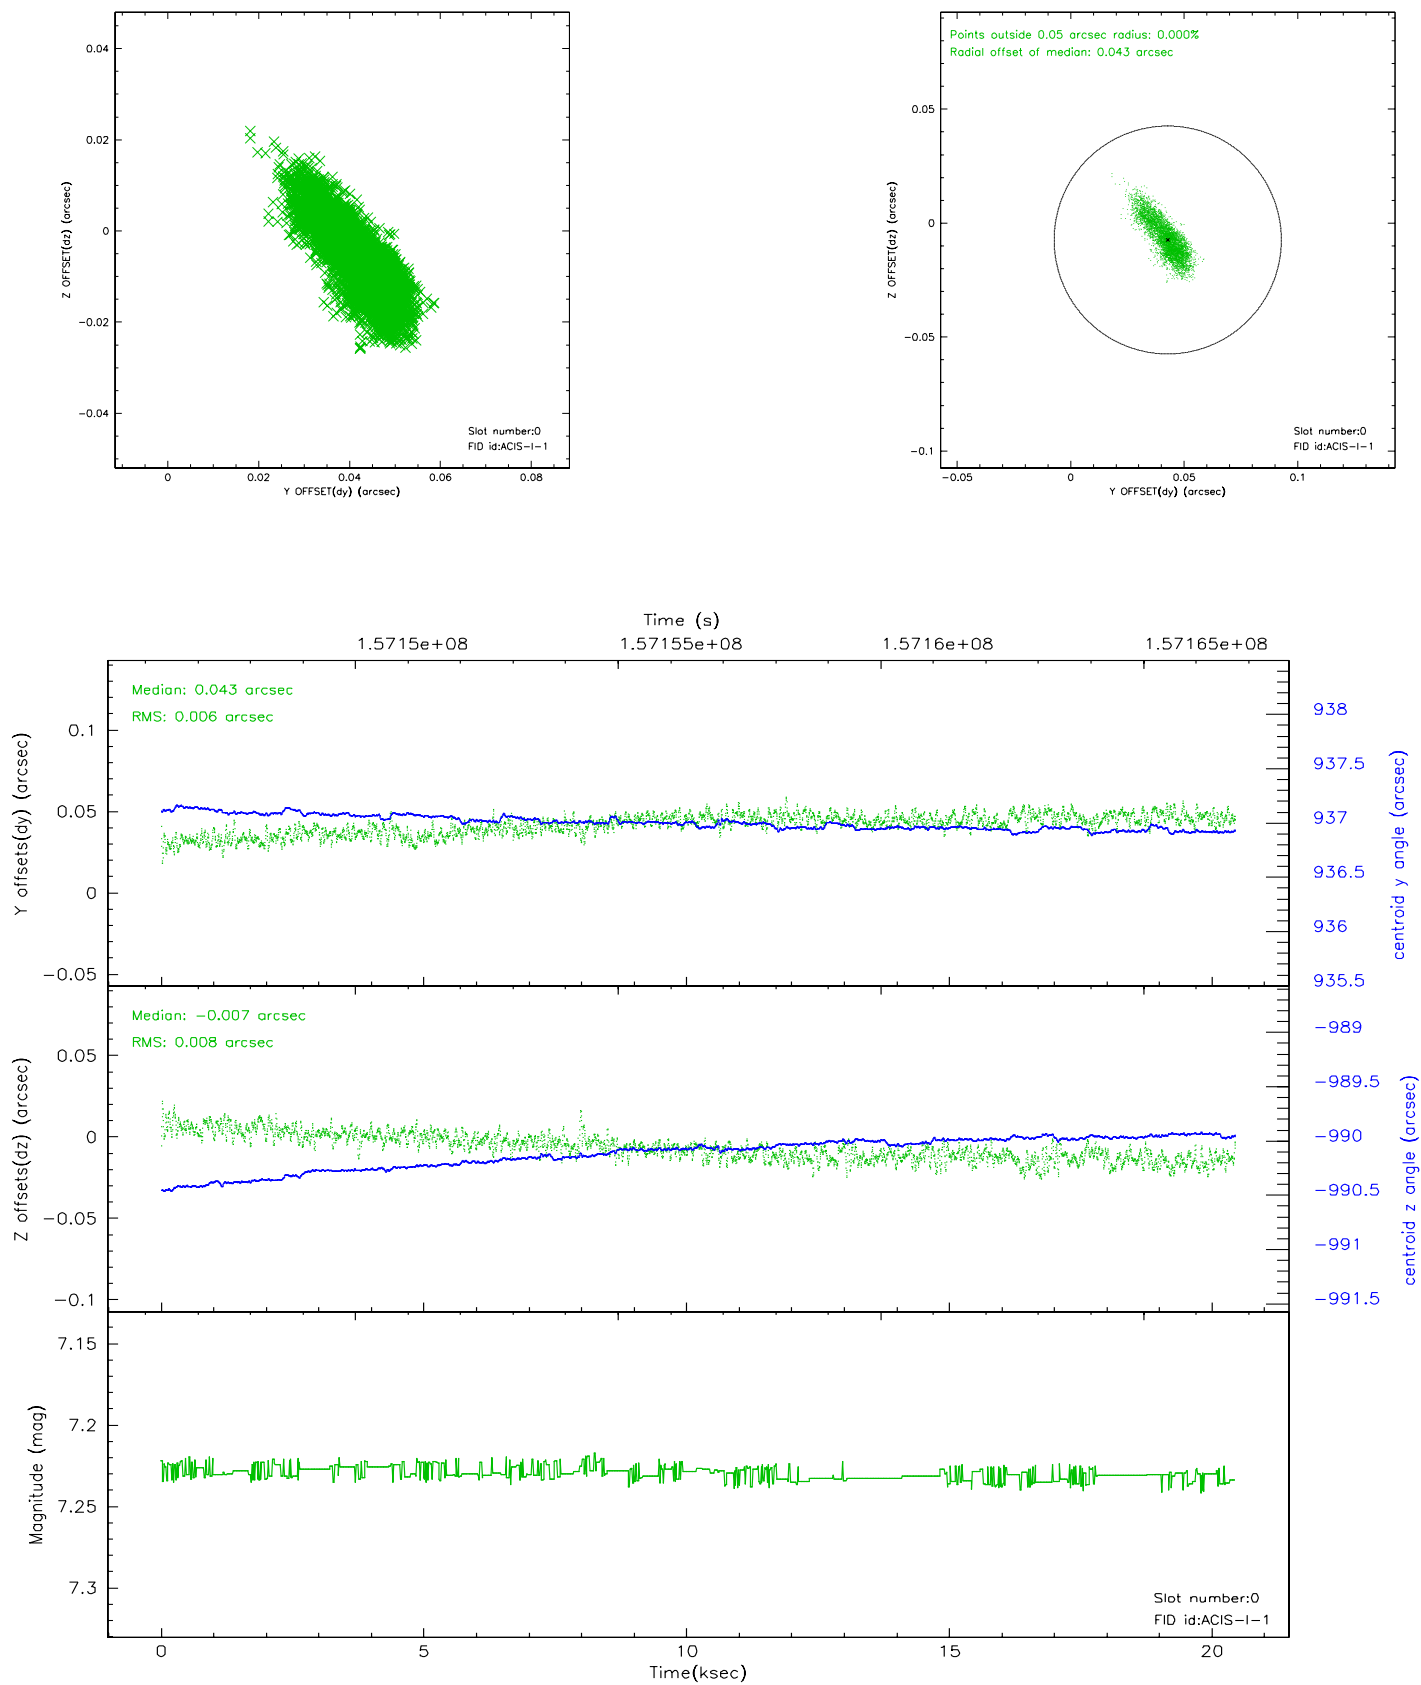 0.04
0.02
0
-0.02
-0.04
Z OFFSET(dz) (arcsec)
Slot number:0
FID id:ACIS-I-1
0 0.02 0.04 0.06 0.08
Y OFFSET(dy) (arcsec)
Points outside 0.05 arcsec radius: 0.000%
Radial offset of median: 0.043 arcsec
0.05
0
-0.05
-0.1
Z OFFSET(dz) (arcsec)
Slot number:0
FID id:ACIS-I-1
-0.05 0 0.05 0.1
Y OFFSET(dy) (arcsec)
Time (s)
1.5715e+08 1.57155e+08 1.5716e+08 1.57165e+08
Median: 0.043 arcsec
RMS: 0.006 arcsec
0.1
0.05
0
-0.05
Y offsets(dy) (arcsec)
938
937.5
937
936.5
936
935.5
centroid y angle (arcsec)
Median: -0.007 arcsec
RMS: 0.008 arcsec
0.05
0
-0.05
-0.1
Z offsets(dz) (arcsec)
-989
-989.5
-990
-990.5
-991
-991.5
centroid z angle (arcsec)
7.15
7.2
7.25
7.3
Magnitude (mag)
Slot number:0
FID id:ACIS-I-1
0 5 10 15 20
Time(ksec)